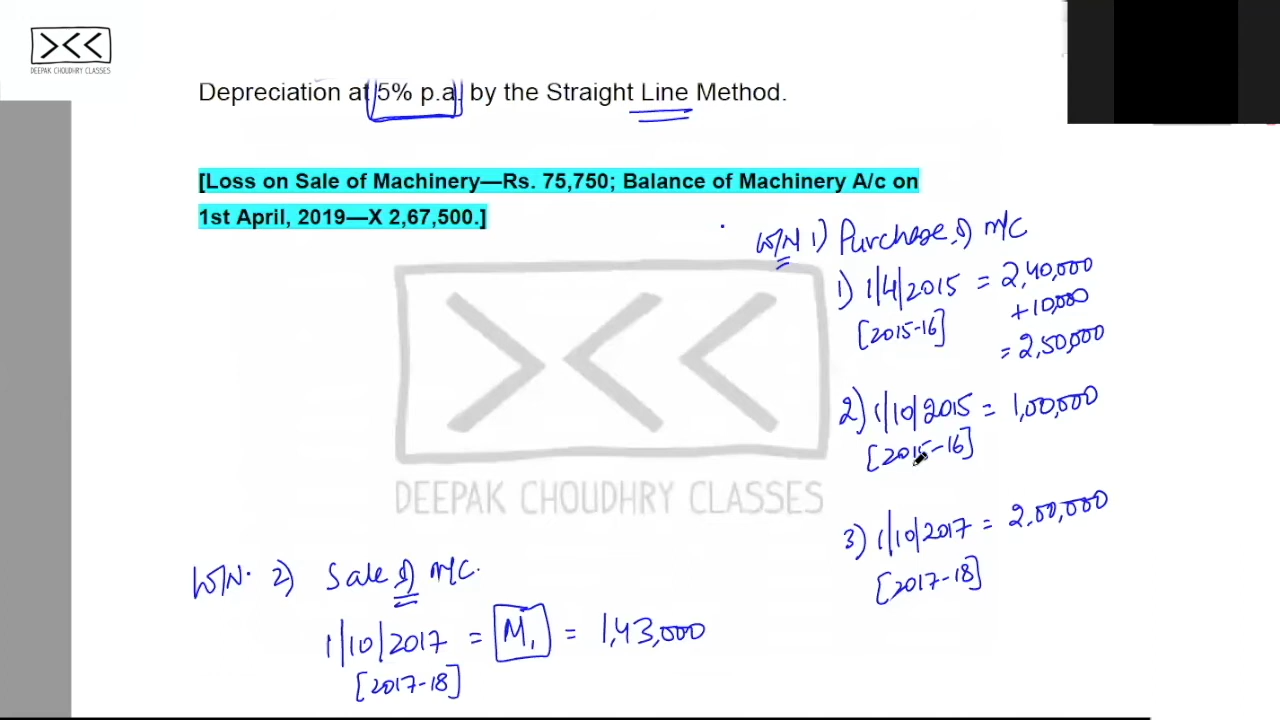 DEEPAK CHOUDHRY CLASSES
Depreciation at 5% p.a. by the Straight Line Method.
[Loss on Sale of Machinery—Rs. 75,750; Balance of Machinery A/c on
1st April, 2019—X 2,67,500.]
W/N 1) Purchase of M/C
1) 1/4/2015 = 2,40,000
[2015-16]
+10,000
= 2,50,000
2) 1/10/2015 = 1,00,000
[2015-16]
3) 1/10/2017 = 2,00,000
[2017-18]
DEEPAK CHOUDHRY CLASSES
W/N. 2) Sale of M/C.
1/10/2017 = M1 = 1,43,000
[2017-18]